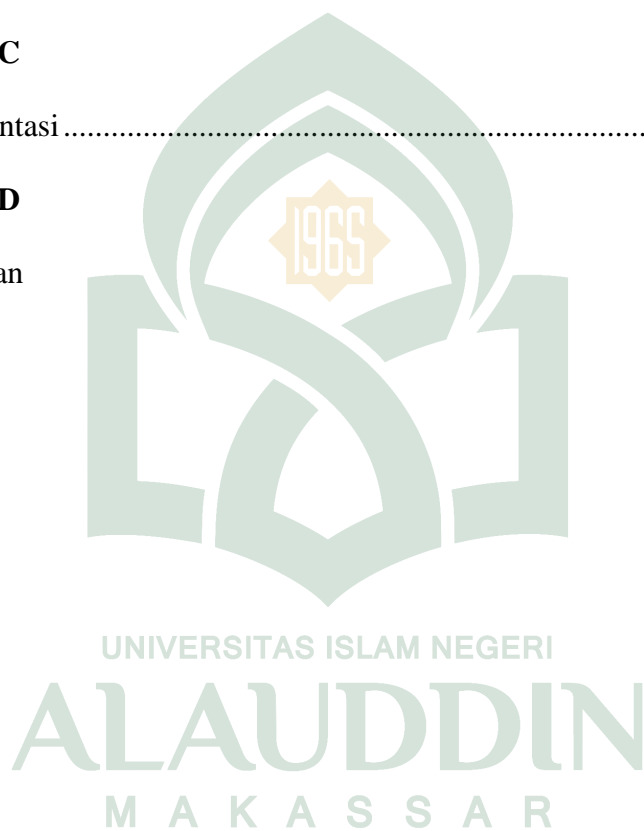 C
ntasi ........................................................................
D
an
1965
UNIVERSITAS ISLAM NEGERI
ALAUDDIN
M A K A S S A R